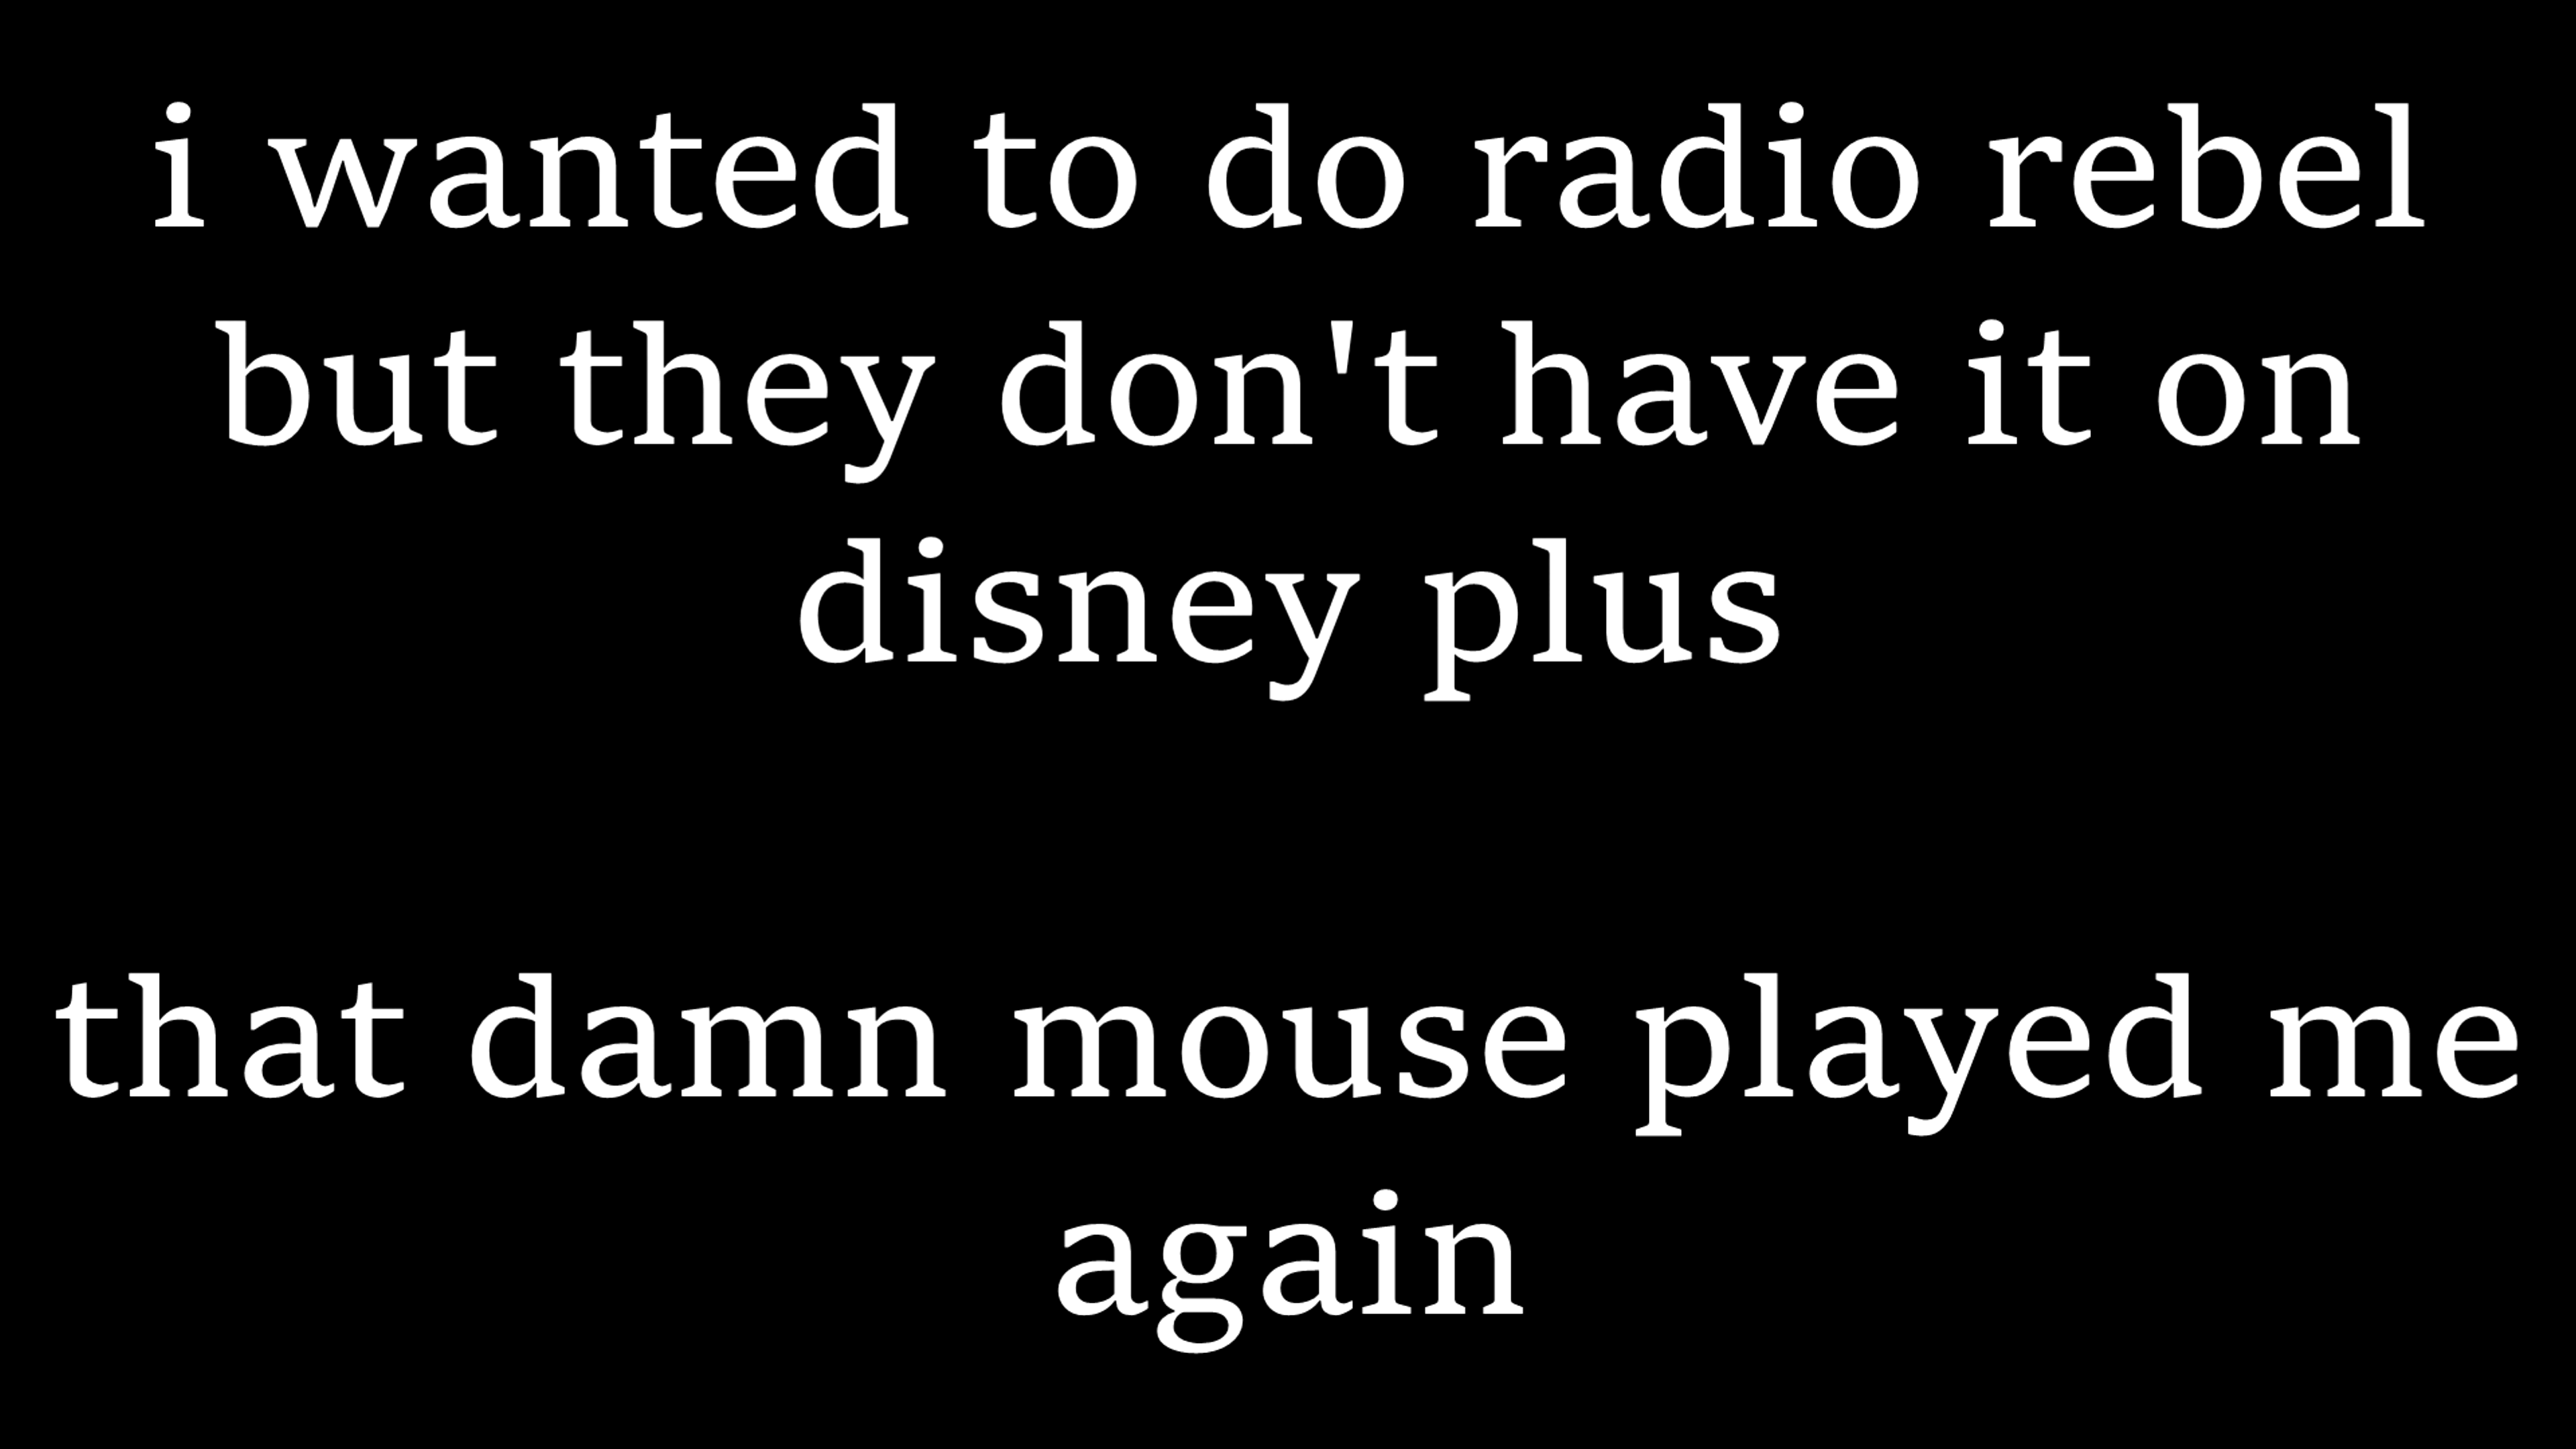 i wanted to do radio rebel
but they don't have it on
disney plus
that damn mouse played me
again